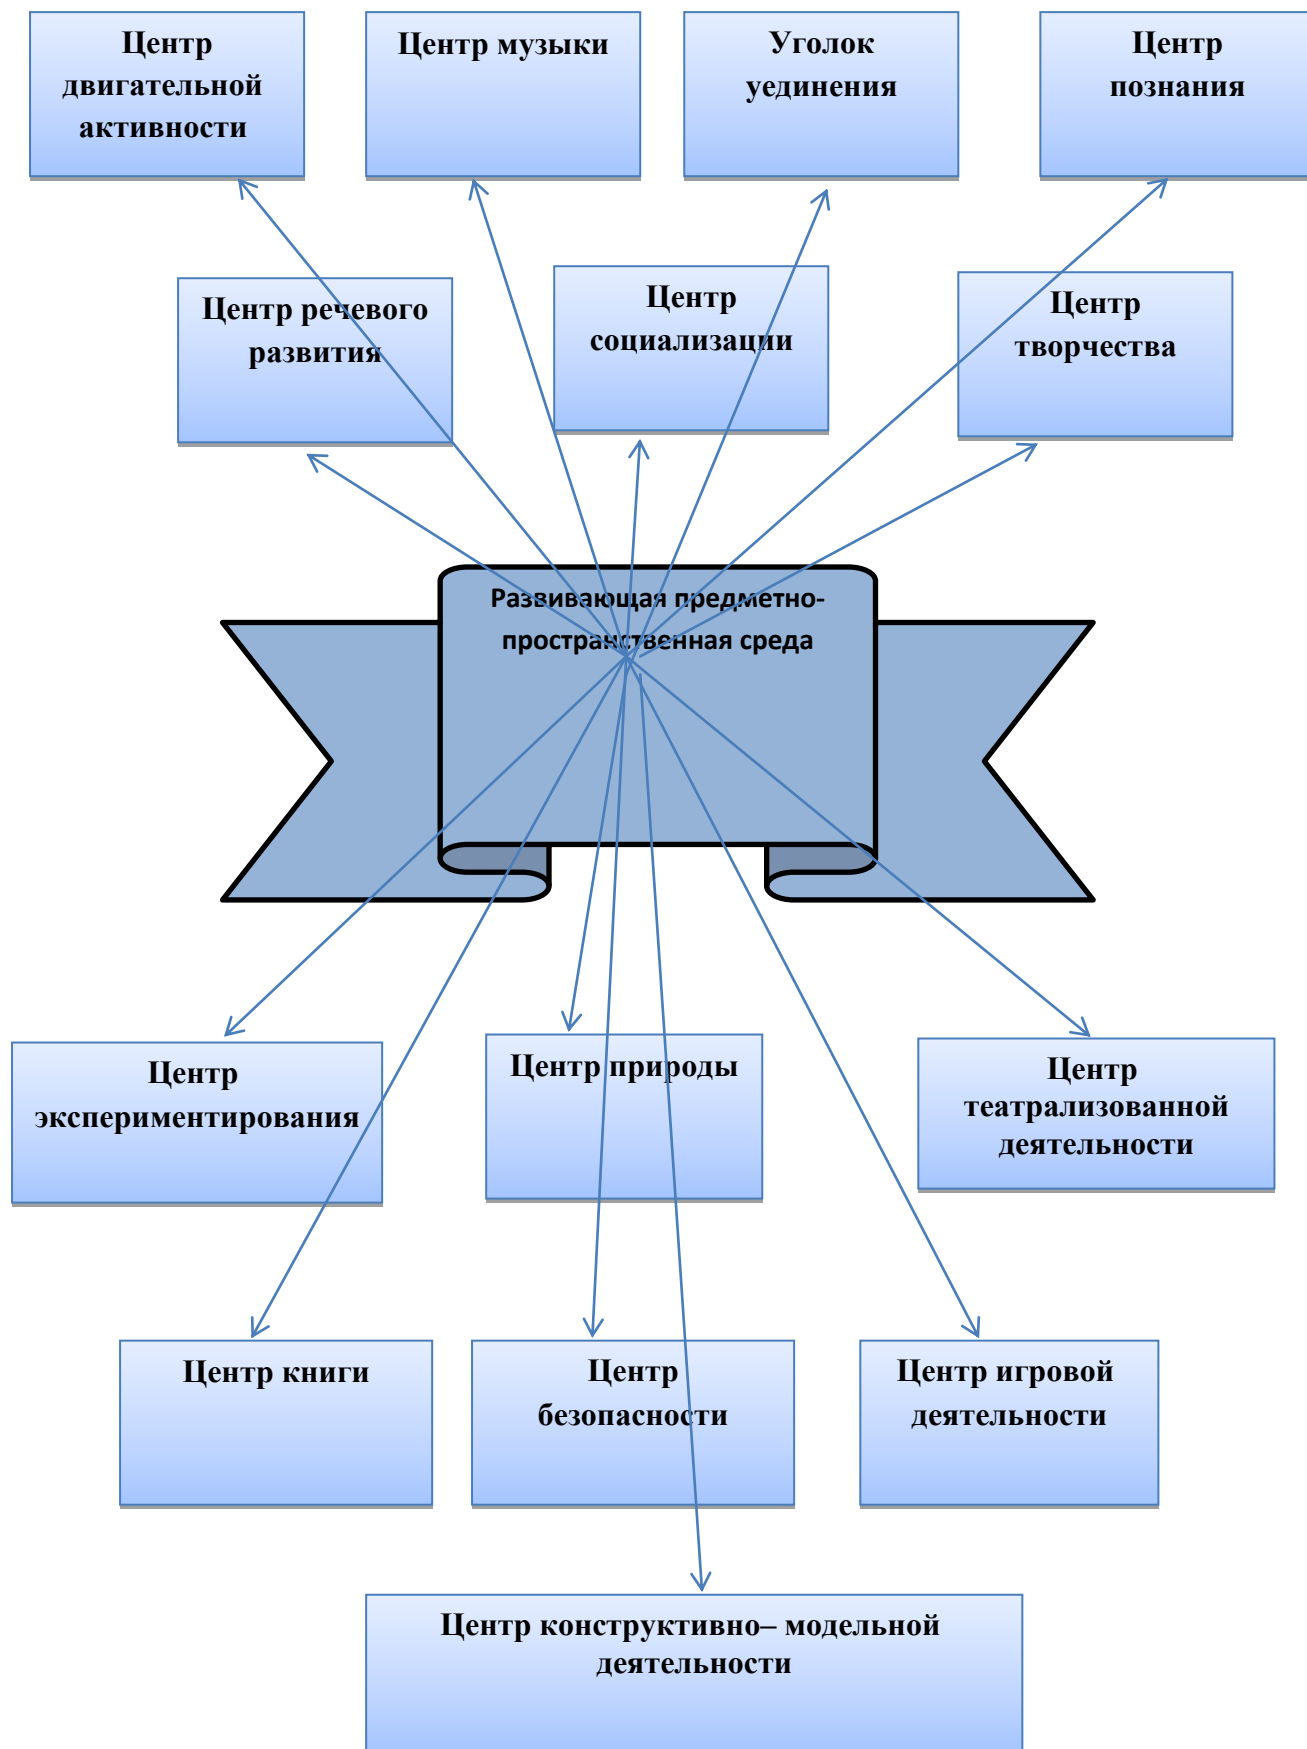 Центр
двигательной
активности
Центр музыки
Уголок
уединения
Центр
познания
Центр речевого
развития
Центр
социализации
Центр
творчества
Развивающая предметно-
пространственная среда
Центр
экспериментирования
Центр природы
Центр
театрализованной
деятельности
Центр книги
Центр
безопасности
Центр игровой
деятельности
Центр конструктивно– модельной
деятельности